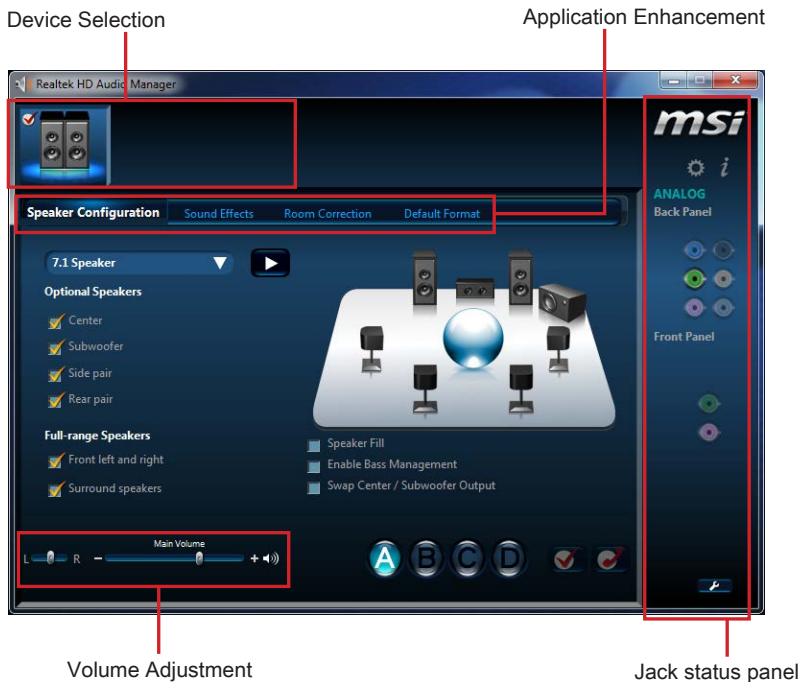 Device Selection
Application Enhancement
Realtek HD Audio Manager
msi
i
ANALOG
Back Panel
Speaker Configuration
Sound Effects
Room Correction
Default Format
7.1 Speaker
Optional Speakers
Center
Subwoofer
Side pair
Rear pair
Front Panel
Full-range Speakers
Front left and right
Surround speakers
Speaker Fill
Enable Bass Management
Swap Center / Subwoofer Output
Main Volume
L R - +
A B C D
Volume Adjustment
Jack status panel